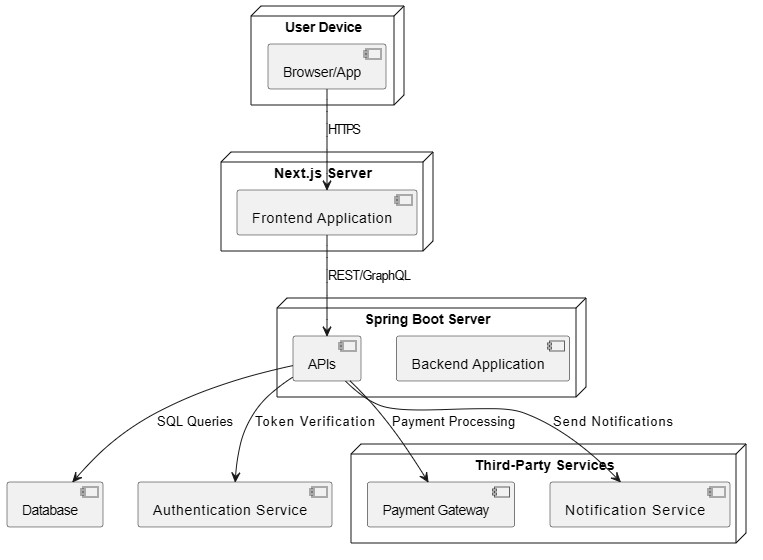 User Device
Browser/App
HTTPS
Next.js Server
Frontend Application
REST/GraphQL
Spring Boot Server
APIs
Backend Application
SQL Queries
Token Verification
Payment Processing
Send Notifications
Third-Party Services
Database
Authentication Service
Payment Gateway
Notification Service